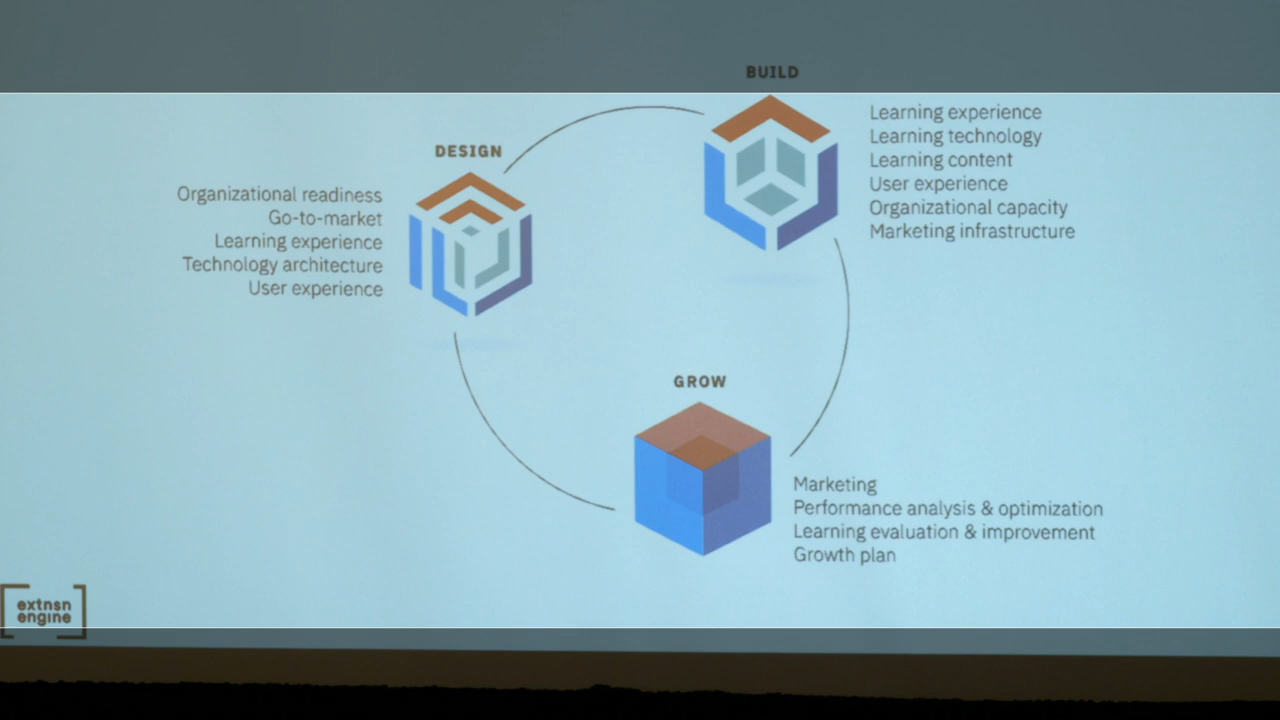 BUILD
Learning experience
Learning technology
Learning content
User experience
Organizational capacity
Marketing infrastructure
DESIGN
Organizational readiness
Go-to-market
Learning experience
Technology architecture
User experience
GROW
Marketing
Performance analysis & optimization
Learning evaluation & improvement
Growth plan
extnsn
engine